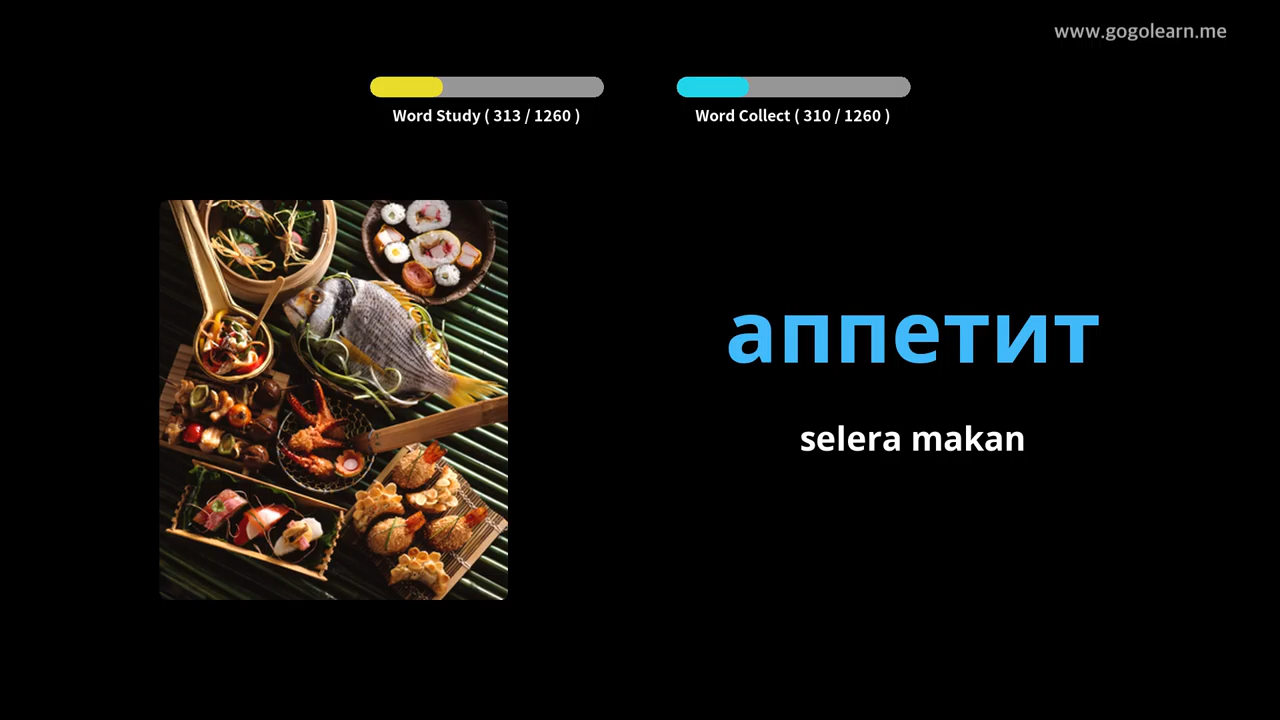 www.gogolearn.me
Word Study ( 313 / 1260 )
Word Collect ( 310 / 1260 )
аппетит
selera makan